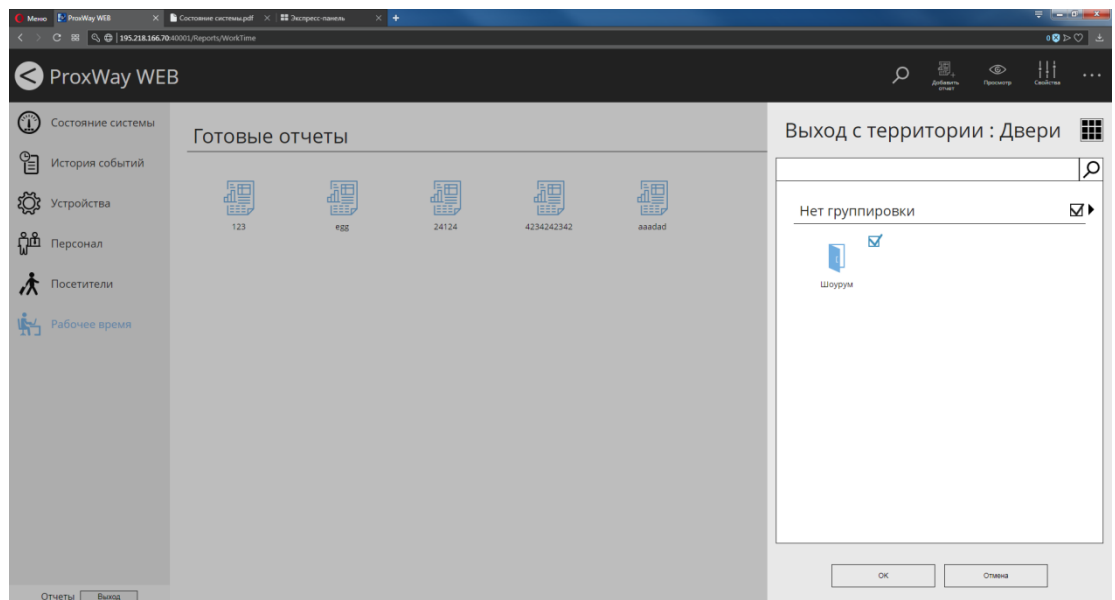 Меню
ProxWay WEB
Состояние системы.pdf
Экспресс-панель
195.218.166.70:40001/Reports/WorkTime
0
ProxWay WEB
Добавить отчет
Просмотр
Свойства
Состояние системы
История событий
Устройства
Персонал
Посетители
Рабочее время
Отчеты
Выход
Готовые отчеты
123
egg
24124
4234242342
aaadad
Выход с территории : Двери
Нет группировки
Шоурум
OK
Отмена